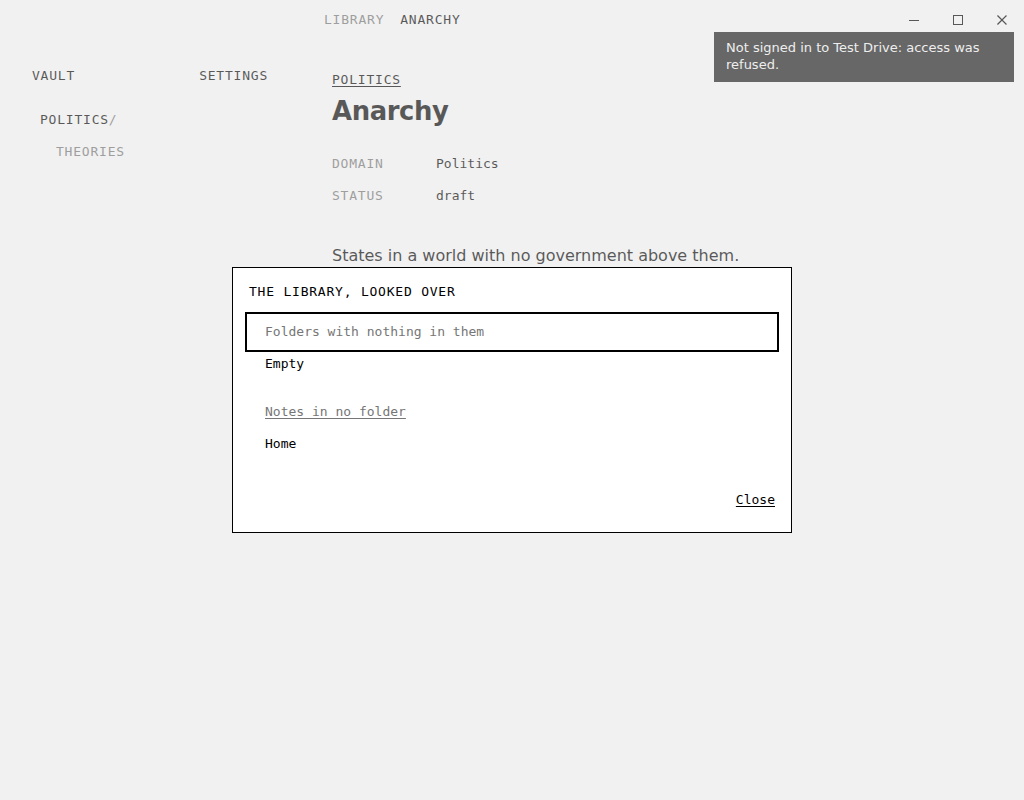 LIBRARY ANARCHY
Not signed in to Test Drive: access was
refused.
VAULT SETTINGS
POLITICS/
THEORIES
POLITICS
Anarchy
DOMAIN Politics
STATUS draft
States in a world with no government above them.
THE LIBRARY, LOOKED OVER
Folders with nothing in them
Empty
Notes in no folder
Home
Close